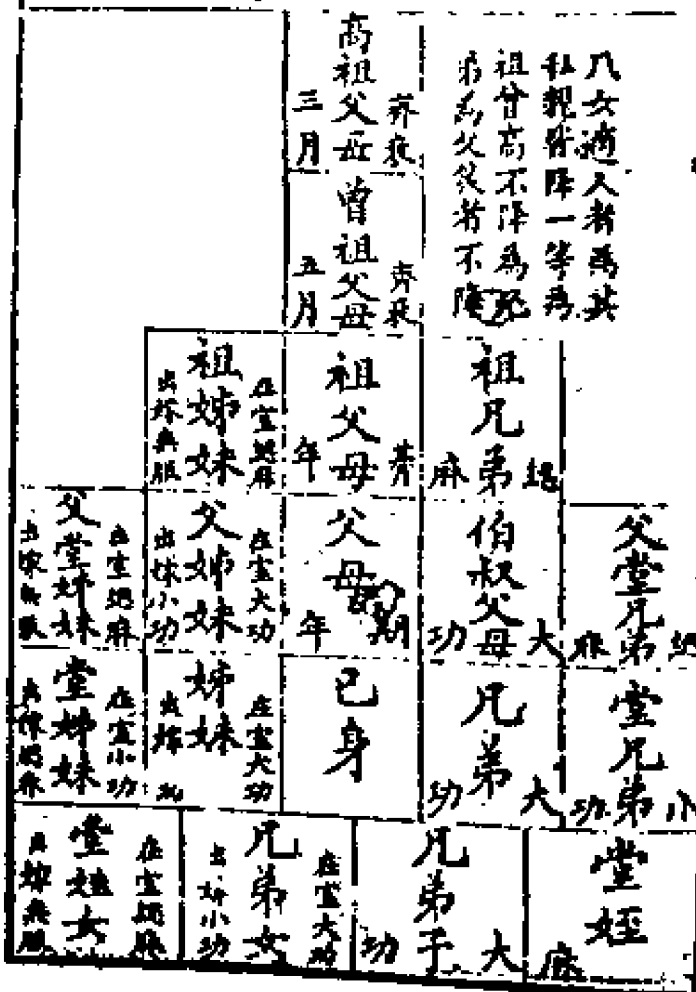 凡女適人者爲其
私親皆降一等爲
祖曾高不降爲兄
弟爲父後者不降
齊衰
高祖父母
三月
齊衰
曾祖父母
五月
緦
祖兄弟
麻
朞
祖父母
年
在室緦麻
祖姊妹
出嫁無服
緦
父堂兄弟
麻
大
伯叔父母
功
期
父母
年
在室大功
父姊妹
出嫁小功
在室緦麻
父堂姊妹
出嫁無服
小
堂兄弟
功
大
兄弟
功
己身
在室大功
姊妹
出嫁
在室小功
堂姊妹
出嫁緦麻
堂姪
麻
大
兄弟子
功
在室大功
兄弟女
出嫁小功
在室緦麻
堂姪女
出嫁無服